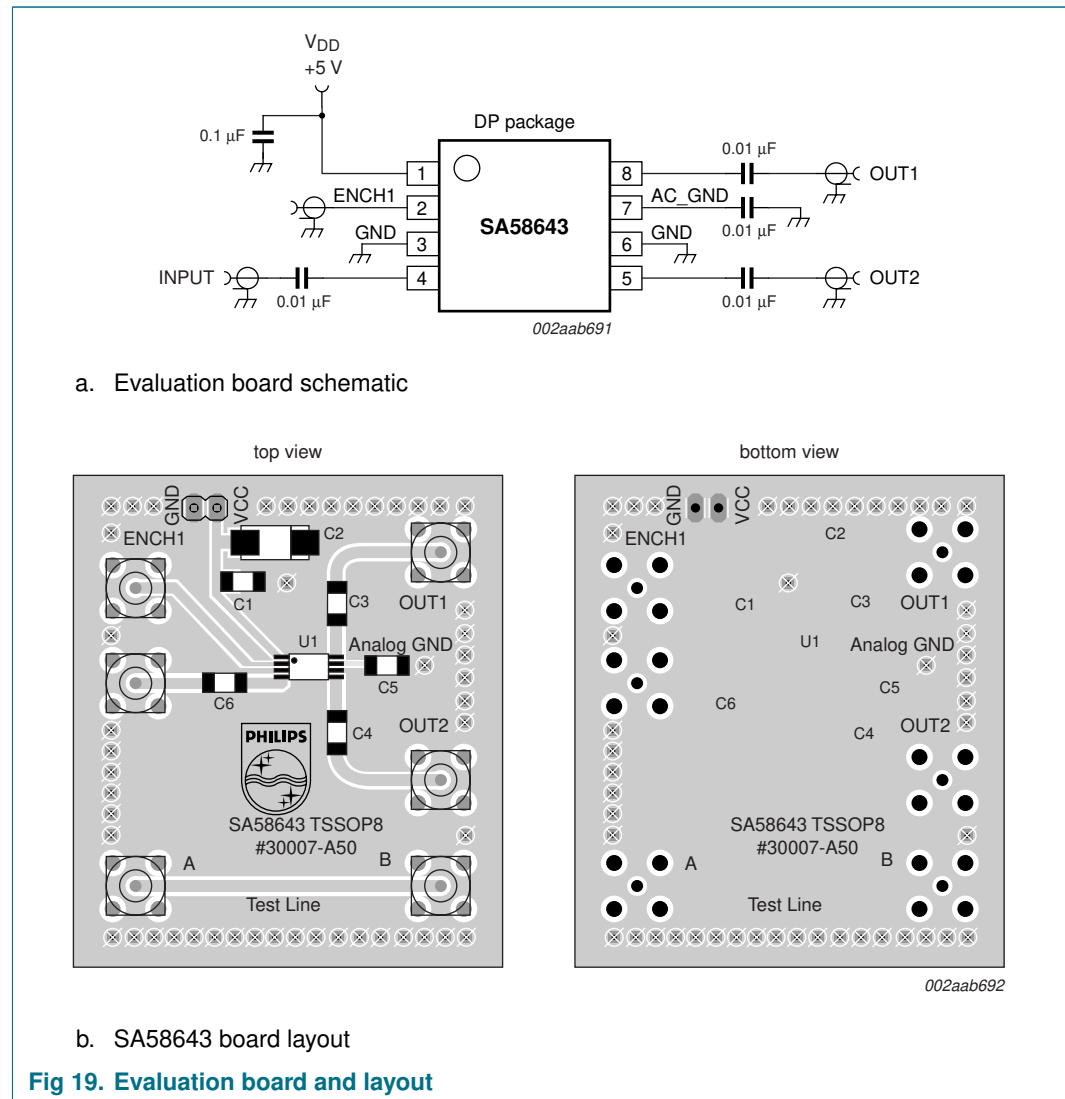 VDD
+5 V
0.1 μF
DP package
0.01 μF
1
8
OUT1
ENCH1
2
7
AC_GND
SA58643
0.01 μF
GND
3
6
GND
INPUT
4
5
OUT2
0.01 μF
0.01 μF
002aab691
a. Evaluation board schematic
top view
GND
VCC
ENCH1
C2
C1
C3
OUT1
U1
Analog GND
C5
C6
C4
OUT2
PHILIPS
SA58643 TSSOP8
#30007-A50
A
B
Test Line
bottom view
GND
VCC
ENCH1
C2
C1
C3
OUT1
U1
Analog GND
C5
C6
C4
OUT2
SA58643 TSSOP8
#30007-A50
A
B
Test Line
002aab692
b. SA58643 board layout
Fig 19. Evaluation board and layout